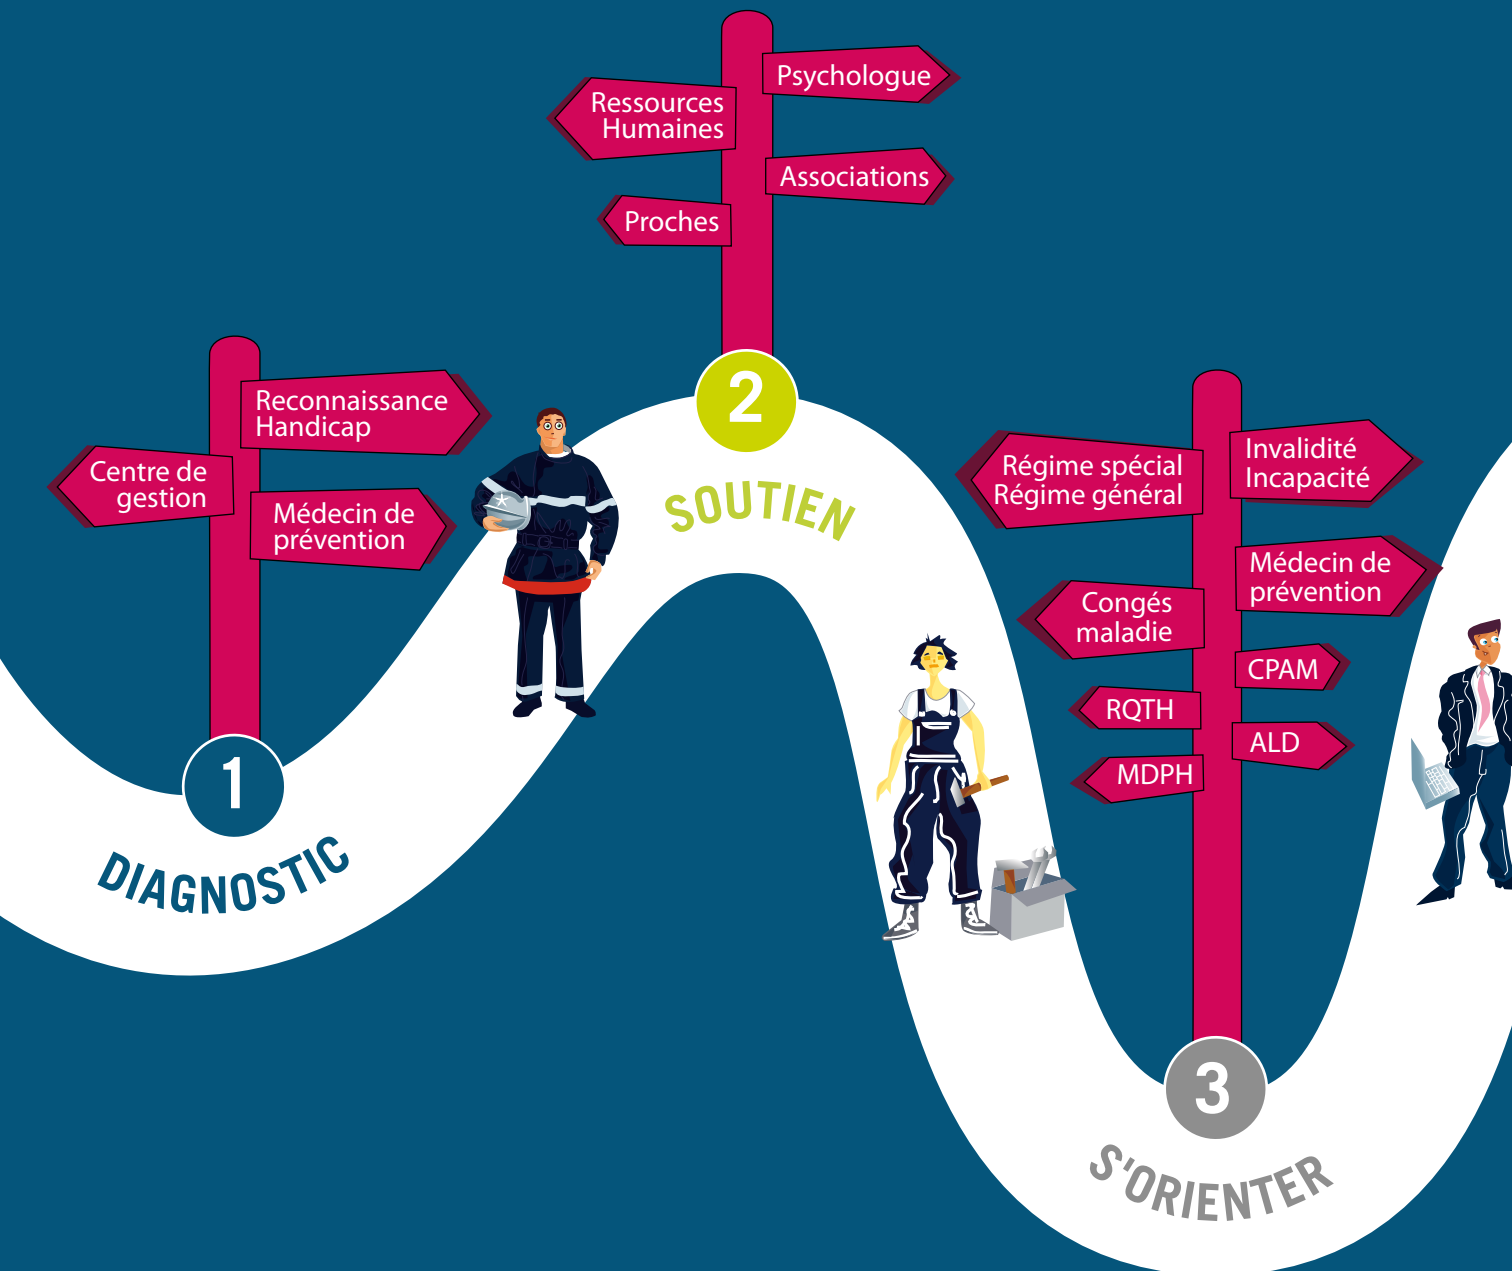 Psychologue
Ressources
Humaines
Associations
Proches
2
SOUTIEN
Reconnaissance
Handicap
Centre de
gestion
Médecin de
prévention
1
DIAGNOSTIC
Régime spécial
Régime général
Invalidité
Incapacité
Médecin de
prévention
Congés
maladie
CPAM
RQTH
ALD
MDPH
3
S'ORIENTER